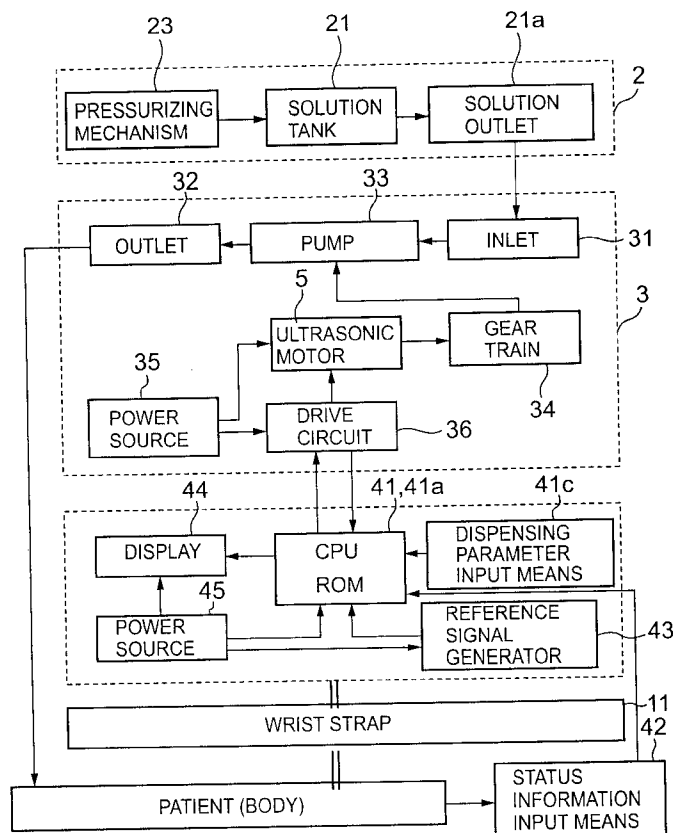 23
21
21a
PRESSURIZING
MECHANISM
SOLUTION
TANK
SOLUTION
OUTLET
2
32
33
OUTLET
PUMP
INLET
31
5
3
ULTRASONIC
MOTOR
GEAR
TRAIN
35
34
POWER
SOURCE
DRIVE
CIRCUIT
36
44
41,41a
41c
DISPLAY
CPU
ROM
DISPENSING
PARAMETER
INPUT MEANS
45
POWER
SOURCE
REFERENCE
SIGNAL
GENERATOR
43
11
WRIST STRAP
42
PATIENT (BODY)
STATUS
INFORMATION
INPUT MEANS